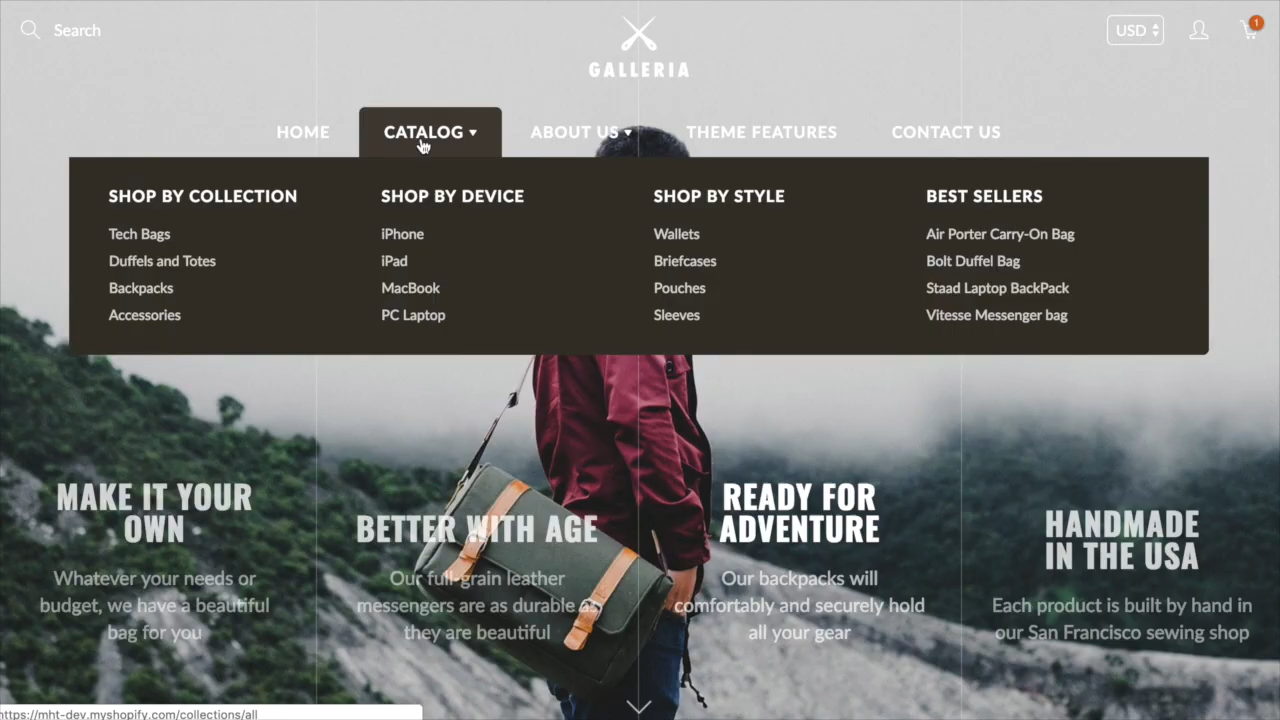 Search
GALLERIA
USD
1
HOME
CATALOG ▾
ABOUT US ▾
THEME FEATURES
CONTACT US
SHOP BY COLLECTION
Tech Bags
Duffels and Totes
Backpacks
Accessories
SHOP BY DEVICE
iPhone
iPad
MacBook
PC Laptop
SHOP BY STYLE
Wallets
Briefcases
Pouches
Sleeves
BEST SELLERS
Air Porter Carry-On Bag
Bolt Duffel Bag
Staad Laptop BackPack
Vitesse Messenger bag
MAKE IT YOUR
OWN
Whatever your needs or
budget, we have a beautiful
bag for you
BETTER WITH AGE
Our full-grain leather
messengers are as durable as
they are beautiful
READY FOR
ADVENTURE
Our backpacks will
comfortably and securely hold
all your gear
HANDMADE
IN THE USA
Each product is built by hand in
our San Francisco sewing shop
https://mht-dev.myshopify.com/collections/all